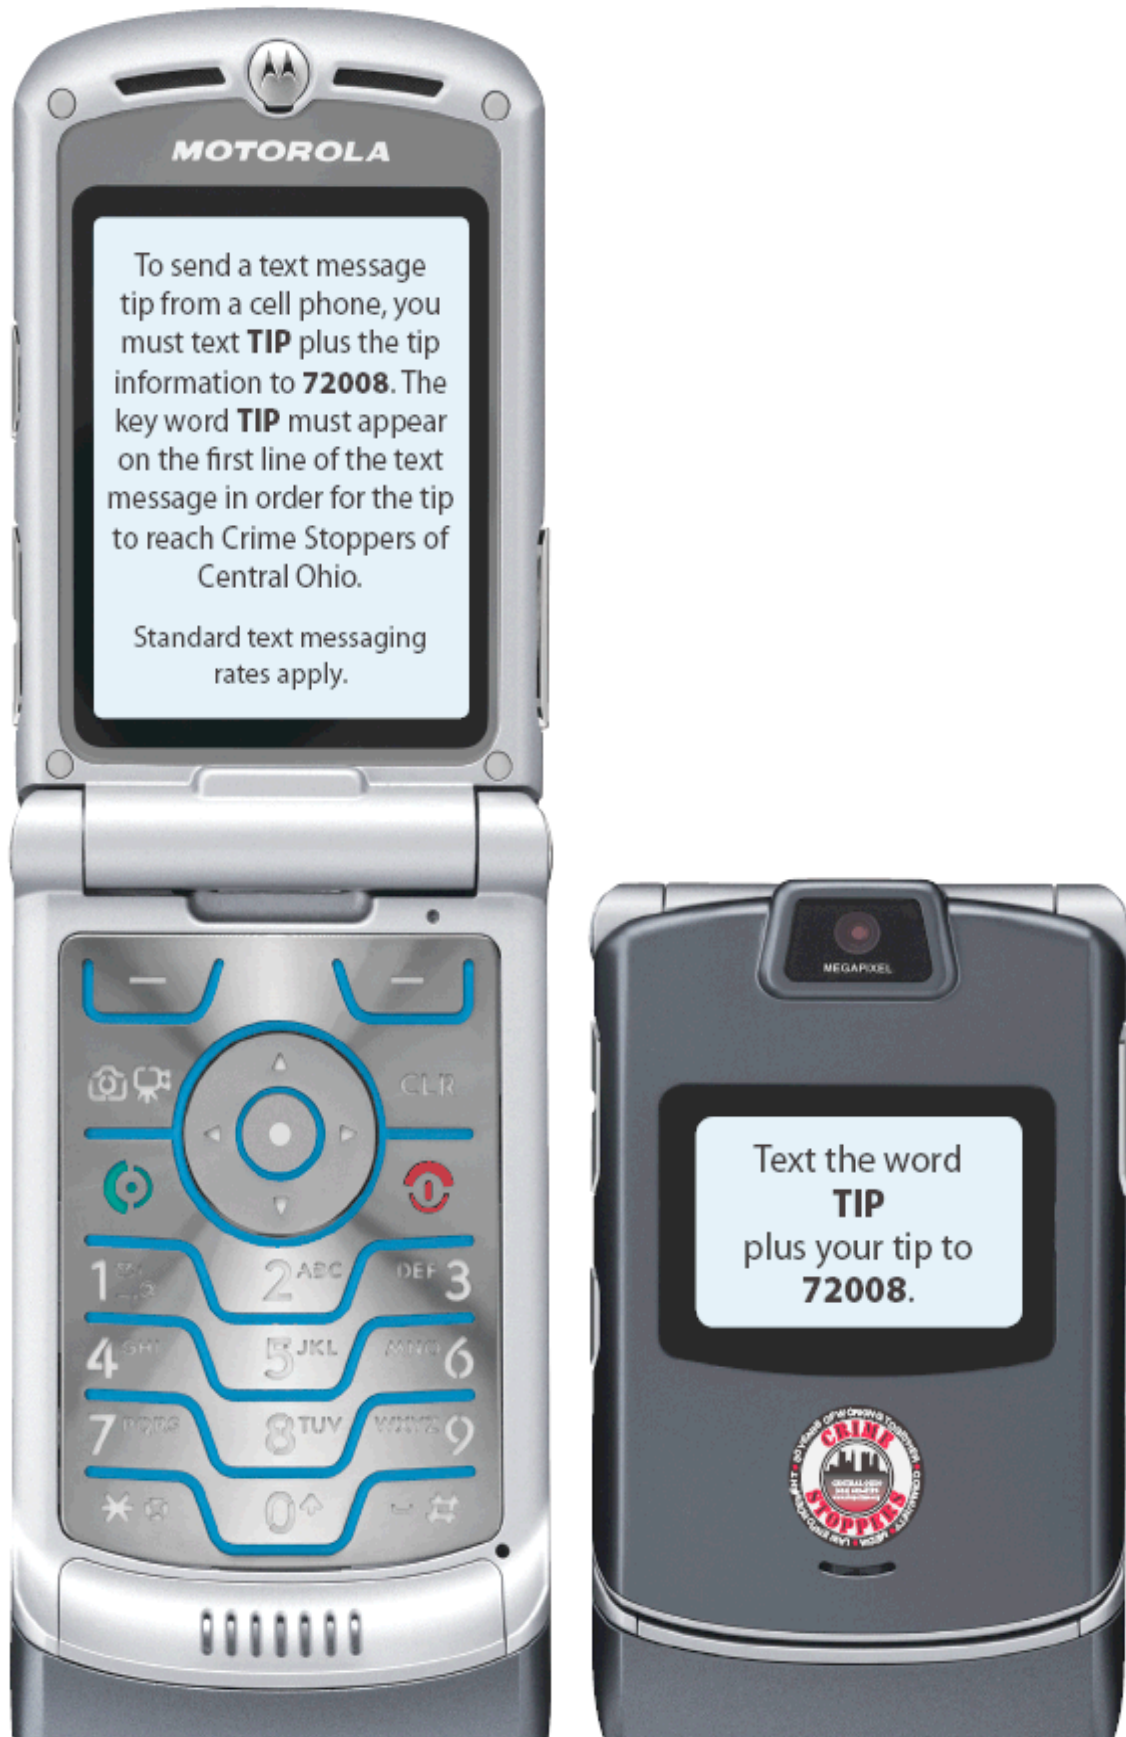 MOTOROLA
To send a text message
tip from a cell phone, you
must text TIP plus the tip
information to 72008. The
key word TIP must appear
on the first line of the text
message in order for the tip
to reach Crime Stoppers of
Central Ohio.
Standard text messaging
rates apply.
CLR
1
2 ABC
DEF 3
4 GHI
5 JKL
MNO 6
7 PQRS
8 TUV
WXYZ 9
* 0 #
MEGAPIXEL
Text the word
TIP
plus your tip to
72008.
CRIME
STOPPERS
CENTRAL OHIO